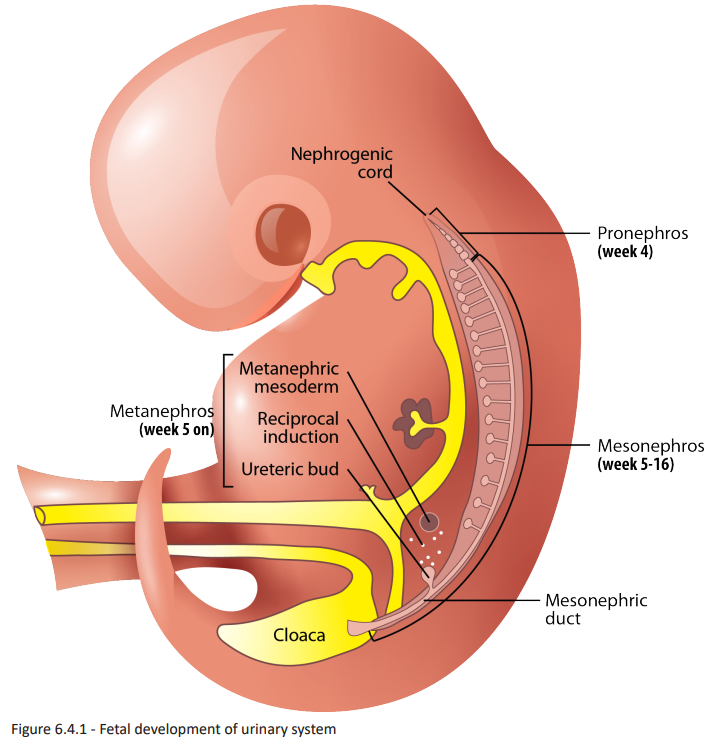 Nephrogenic
cord
Pronephros
(week 4)
Metanephric
mesoderm
Metanephros
(week 5 on)
Reciprocal
induction
Ureteric bud
Mesonephros
(week 5-16)
Mesonephric
duct
Cloaca
Figure 6.4.1 - Fetal development of urinary system